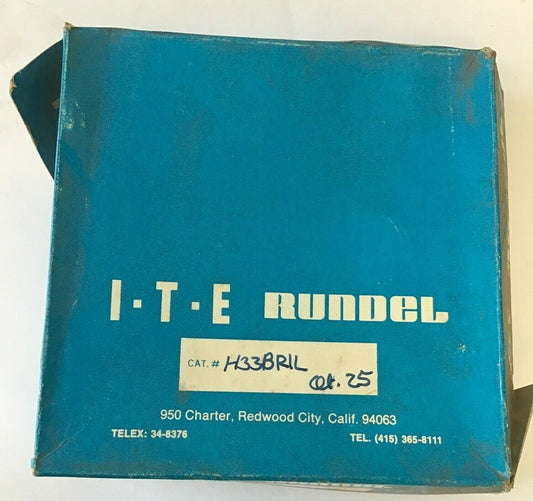 I·T·E RUNDEL
CAT. # H33BRIL
Qt. 25
950 Charter, Redwood City, Calif. 94063
TELEX: 34-8376 TEL. (415) 365-8111